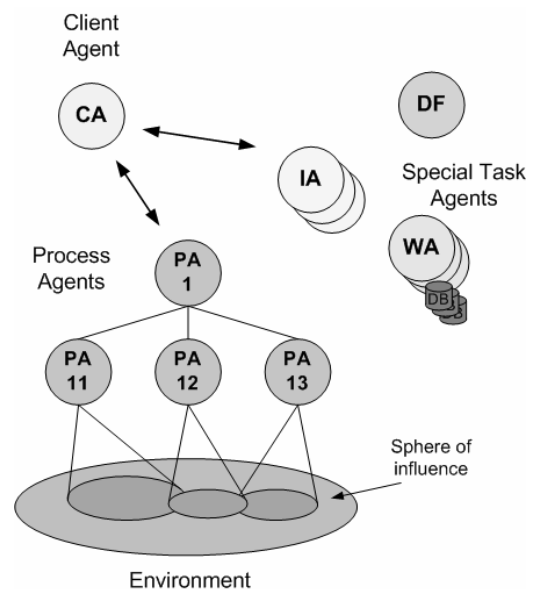 Client
Agent
CA
DF
IA
Special Task
Agents
WA
DB
Process
Agents
PA
1
PA
11
PA
12
PA
13
Sphere of
influence
Environment